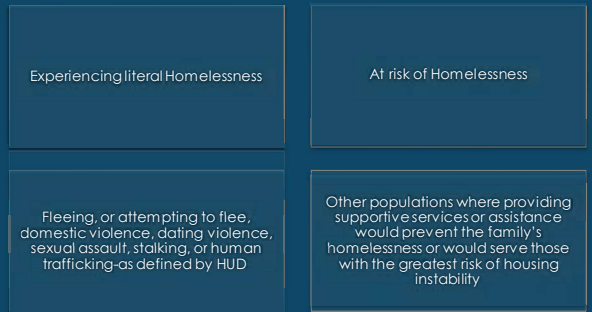 Experiencing literal Homelessness
At risk of Homelessness
Fleeing, or attempting to flee,
domestic violence, dating violence,
sexual assault, stalking, or human
trafficking-as defined by HUD
Other populations where providing
supportive services or assistance
would prevent the family's
homelessness or would serve those
with the greatest risk of housing
instability